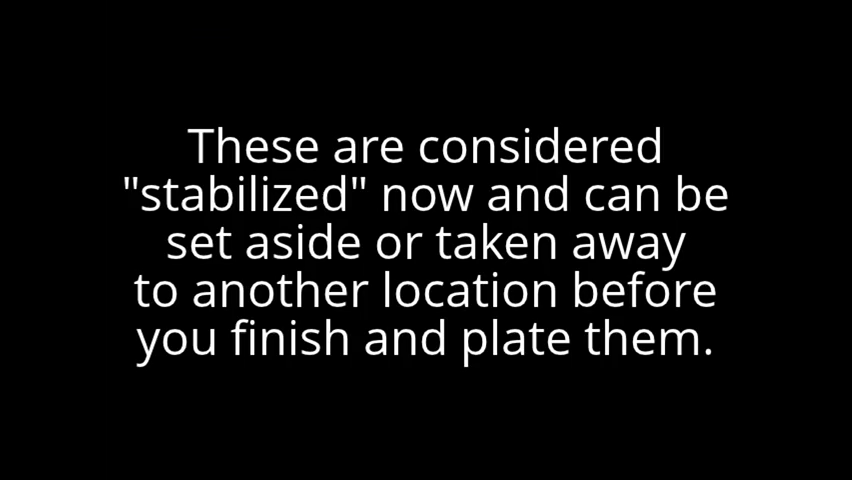 These are considered
"stabilized" now and can be
set aside or taken away
to another location before
you finish and plate them.